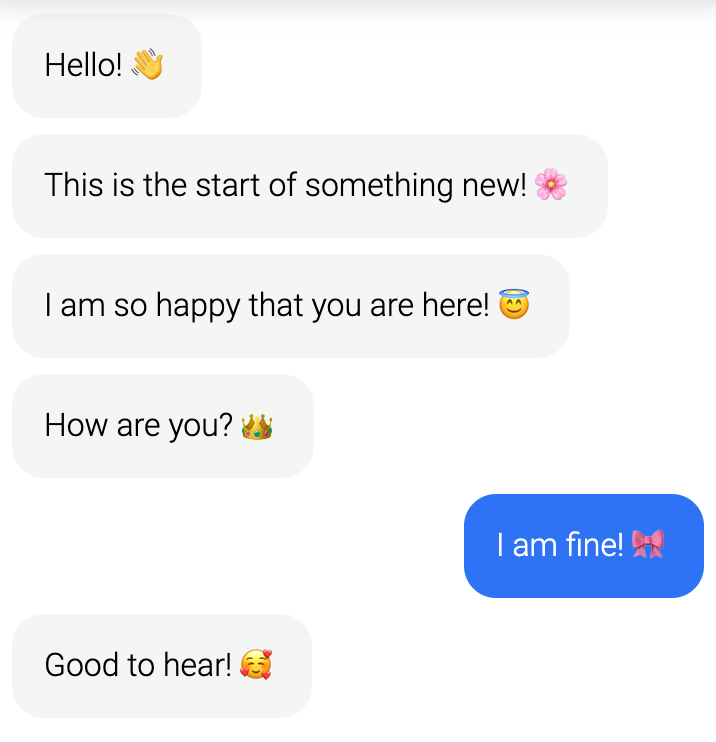 Hello! 👋
This is the start of something new! 🌸
I am so happy that you are here! 😇
How are you? 👑
I am fine! 🎀
Good to hear! 🥰